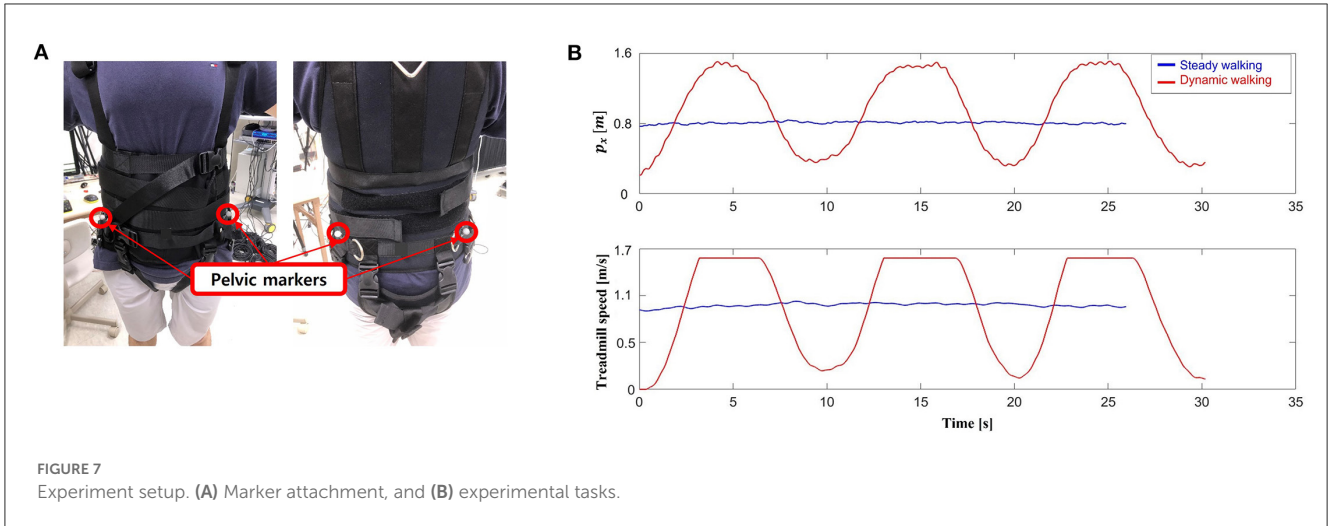 A
Pelvic markers
B
1.6
0.8
0
p_x [m]
Steady walking
Dynamic walking
0 5 10 15 20 25 30 35
1.7
1.1
0.5
0
Treadmill speed [m/s]
0 5 10 15 20 25 30 35
Time [s]
FIGURE 7
Experiment setup. (A) Marker attachment, and (B) experimental tasks.